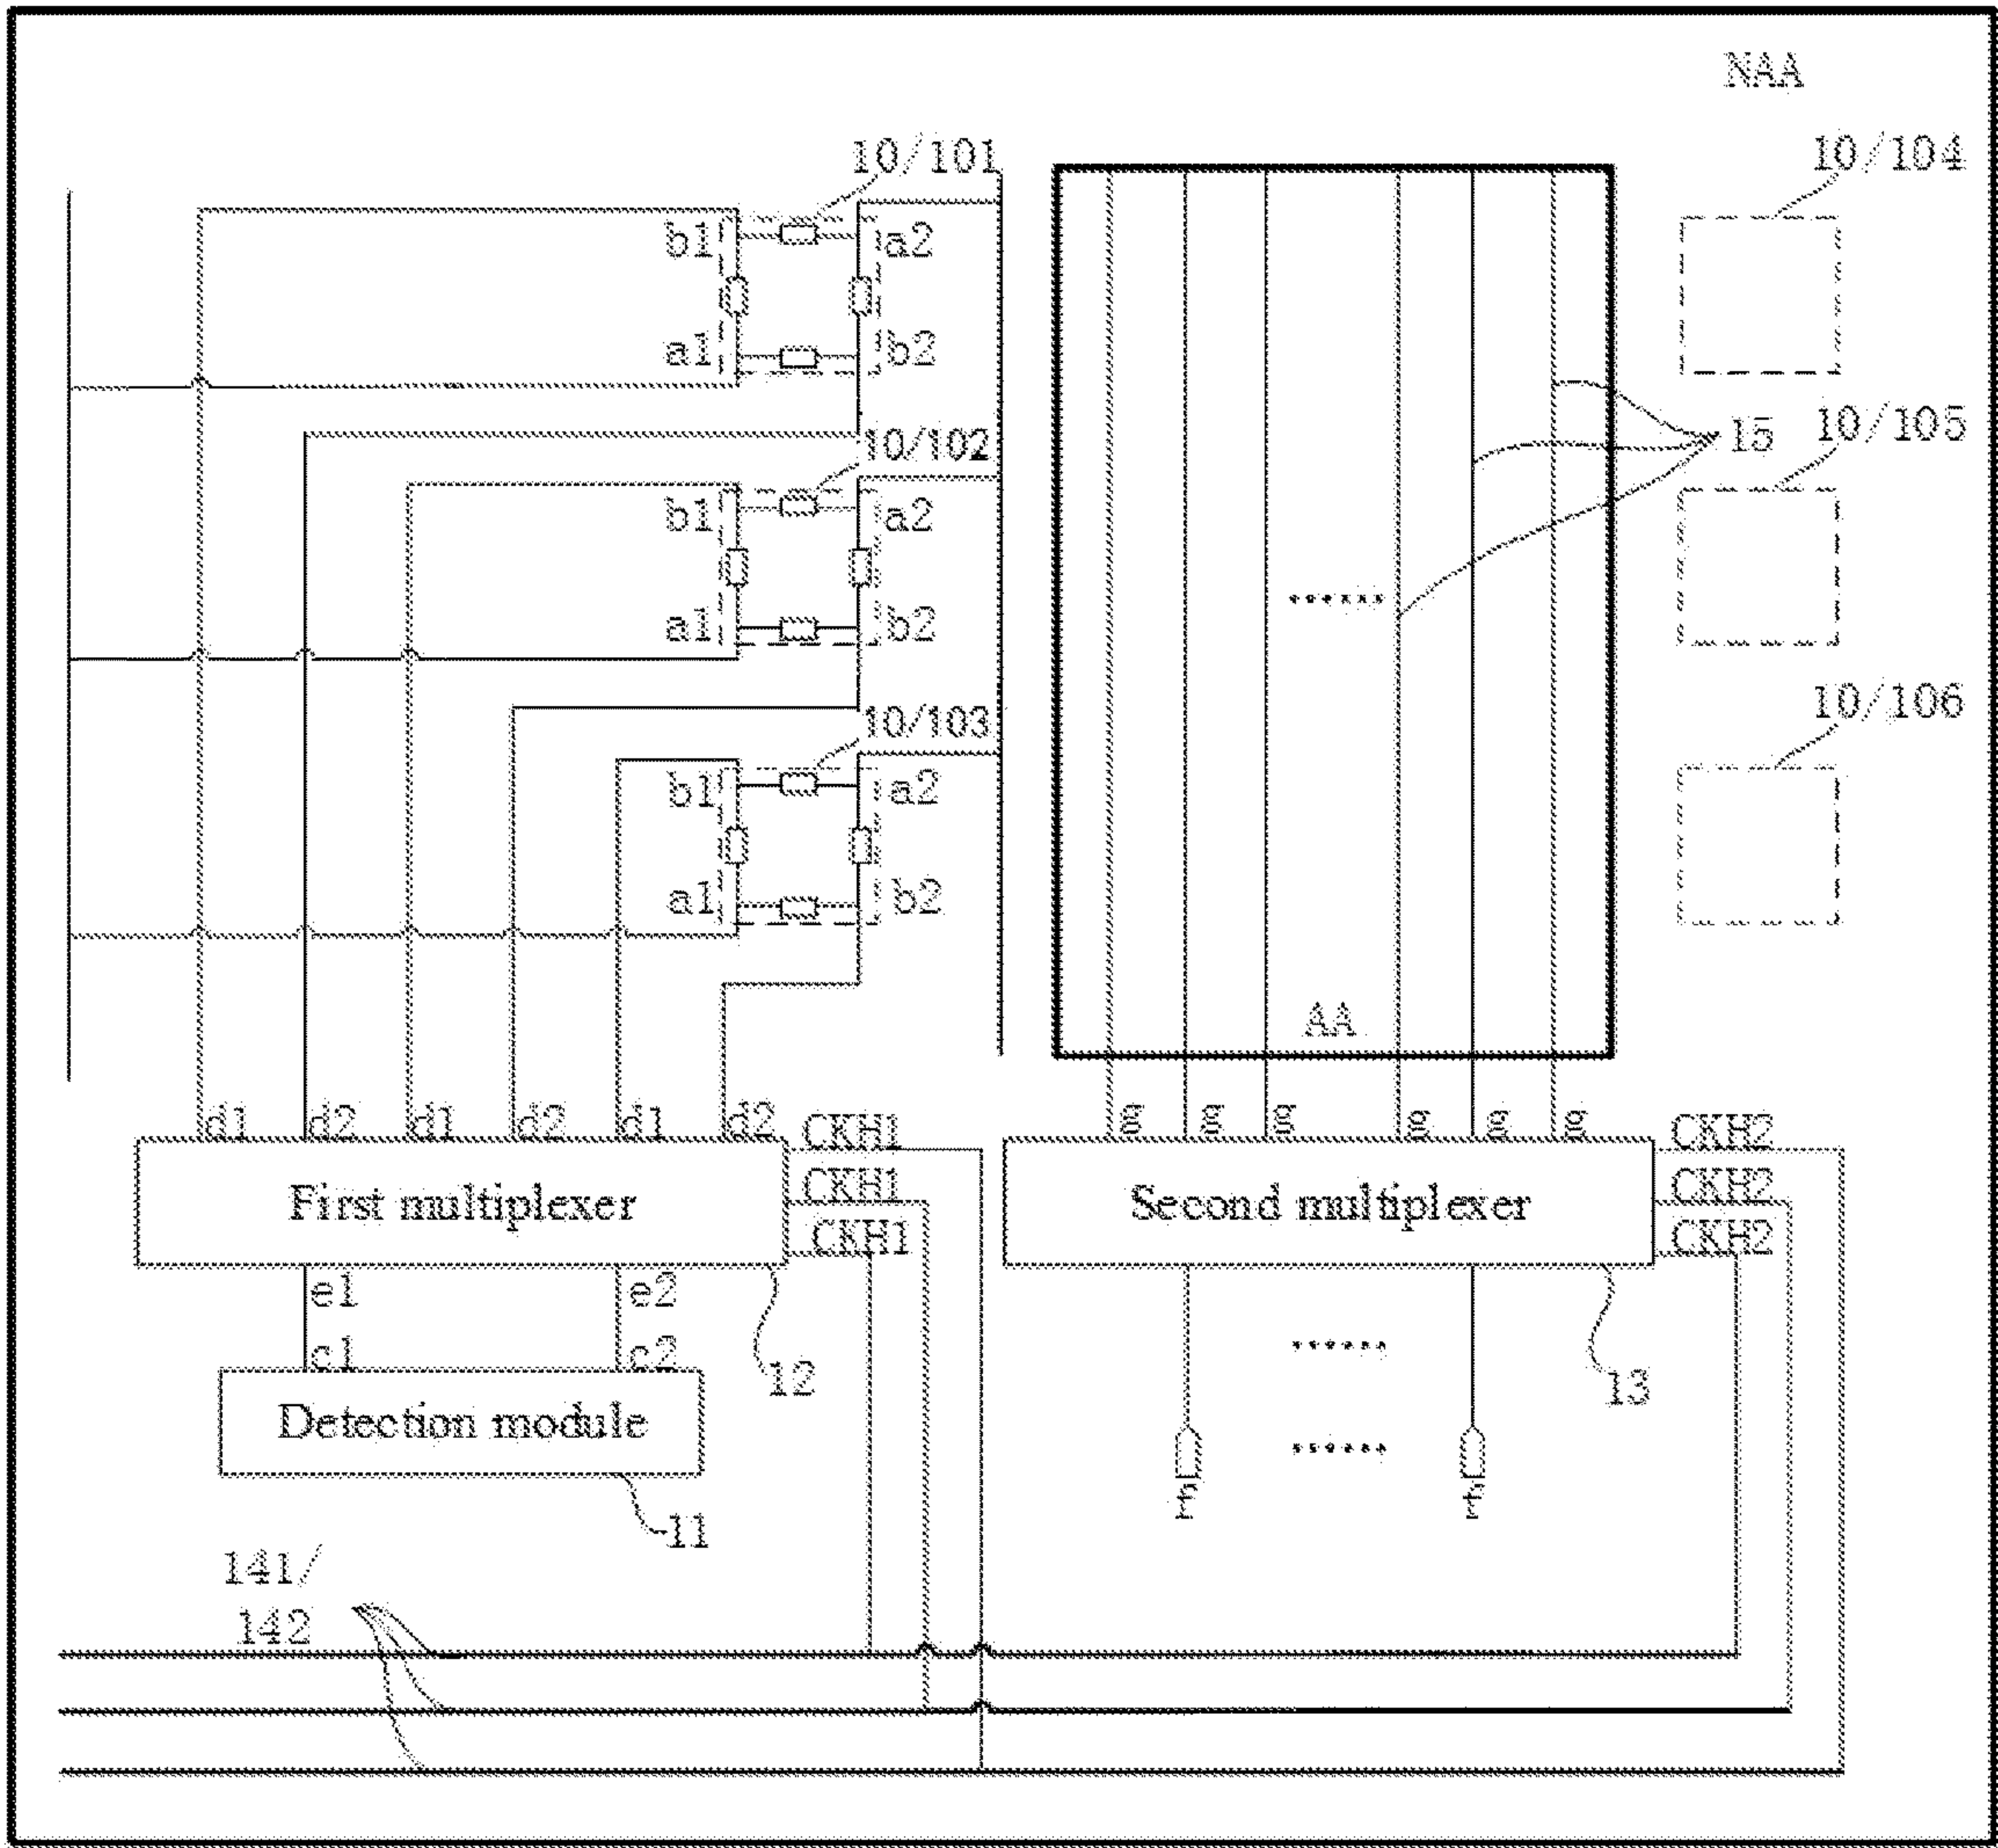 NAA
10/101
10/104
b1
a2
a1
b2
10/102
15
10/105
b1
a2
a1
b2
10/103
10/106
b1
a2
a1
b2
AA
d1
d2
d1
d2
d1
d2
CKH1
g
g
g
g
g
g
CKH2
First multiplexer
CKH1
Second multiplexer
CKH2
CKH1
CKH2
e1
e2
c1
c2
12
13
Detection module
f
f
11
141/
142